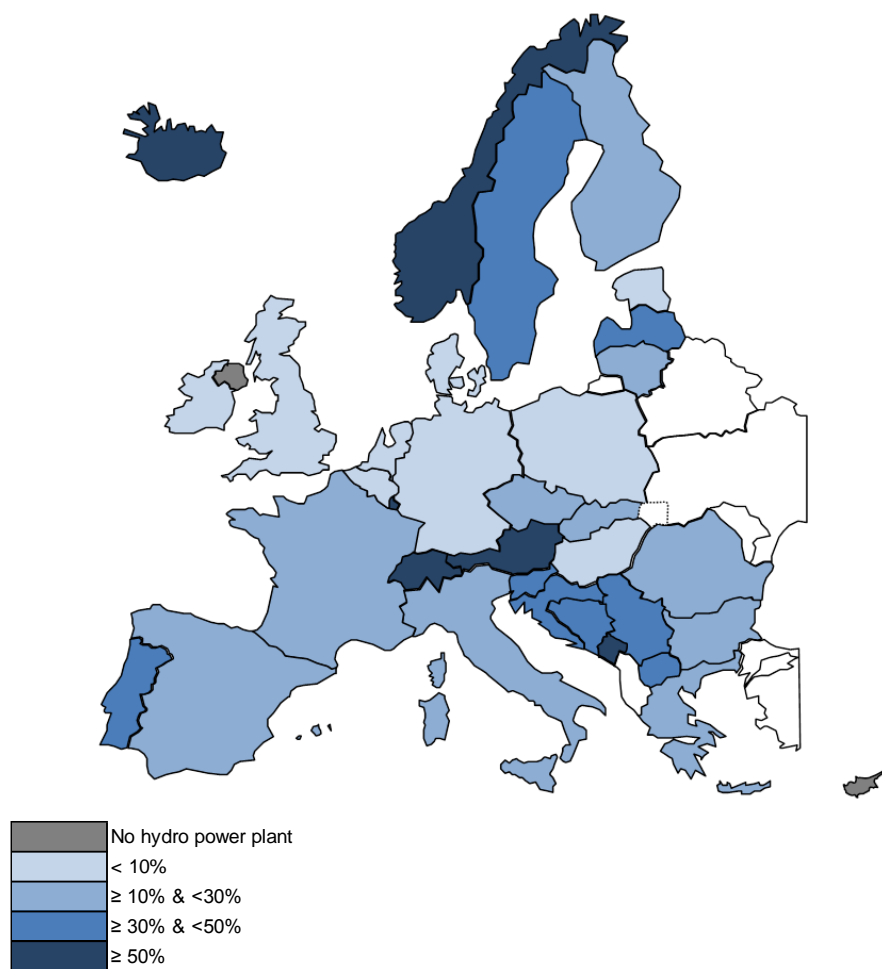 No hydro power plant
< 10%
≥ 10% & <30%
≥ 30% & <50%
≥ 50%